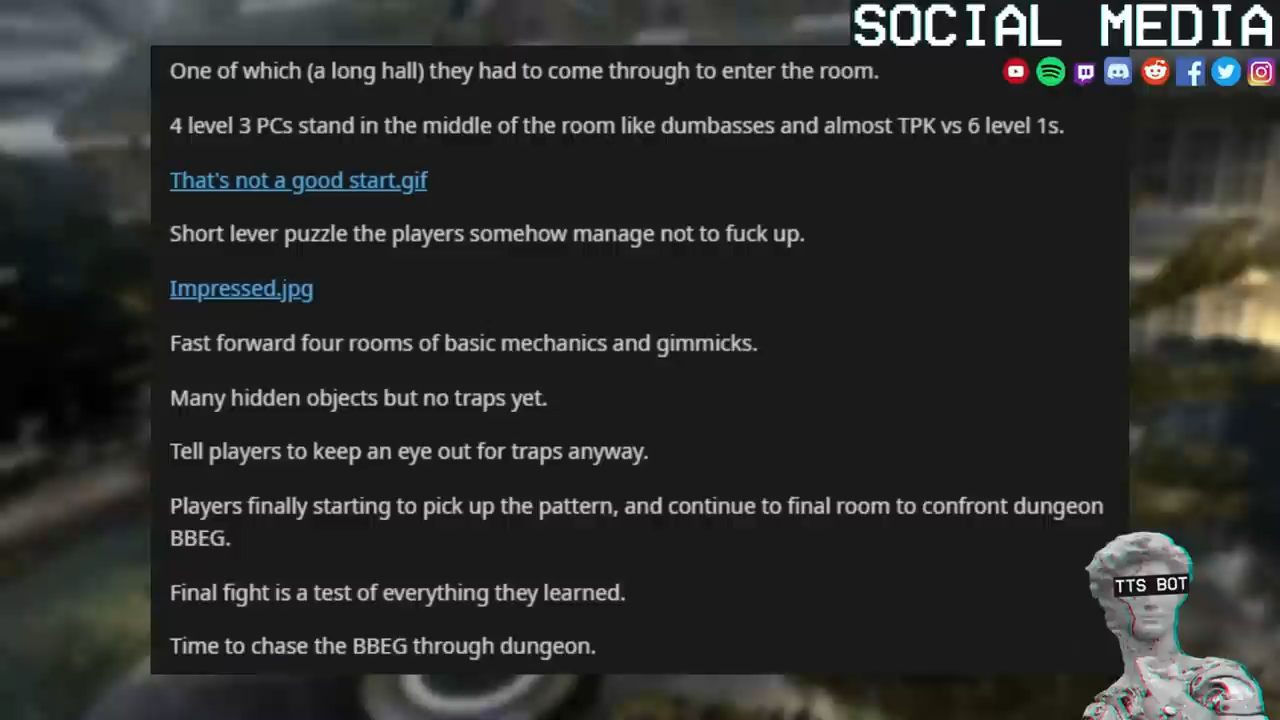 SOCIAL MEDIA
One of which (a long hall) they had to come through to enter the room.
4 level 3 PCs stand in the middle of the room like dumbasses and almost TPK vs 6 level 1s.
That's not a good start.gif
Short lever puzzle the players somehow manage not to fuck up.
Impressed.jpg
Fast forward four rooms of basic mechanics and gimmicks.
Many hidden objects but no traps yet.
Tell players to keep an eye out for traps anyway.
Players finally starting to pick up the pattern, and continue to final room to confront dungeon
BBEG.
Final fight is a test of everything they learned.
Time to chase the BBEG through dungeon.
TTS BOT